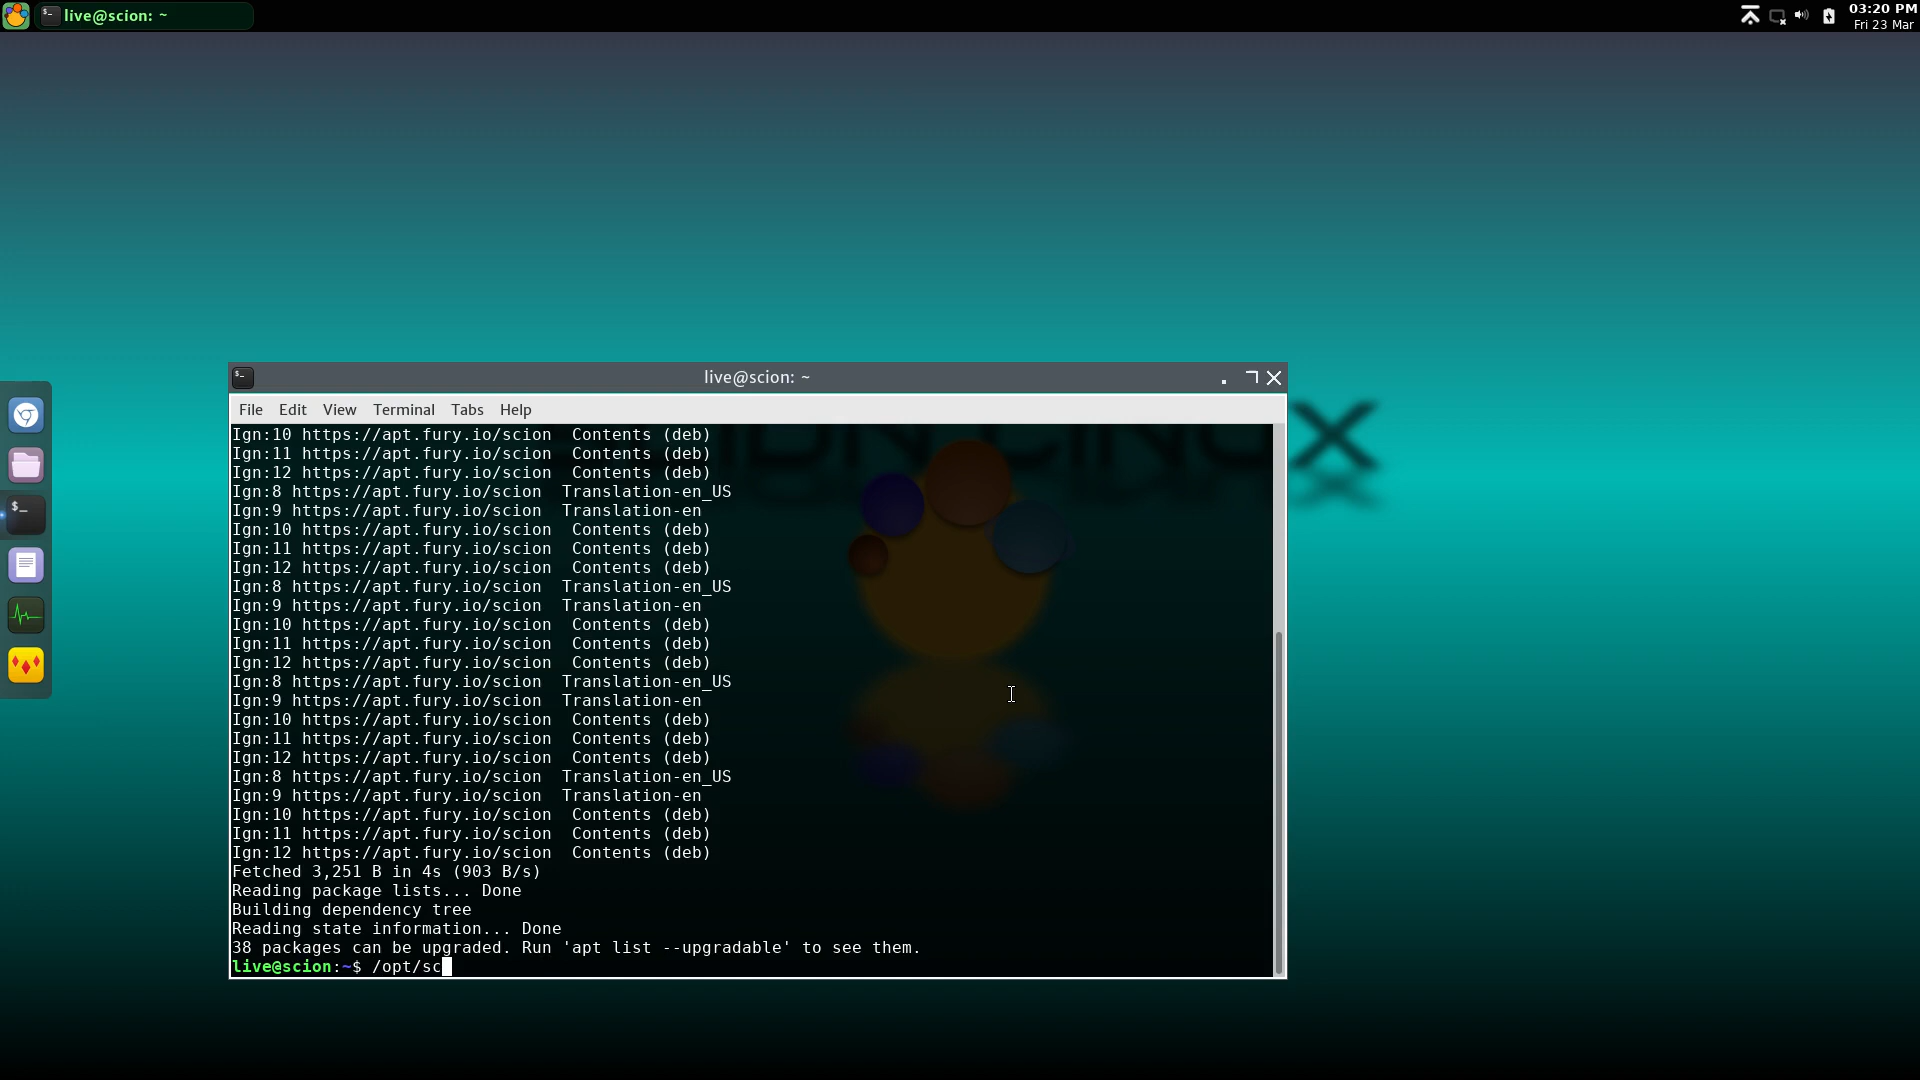 live@scion: ~
03:20 PM
Fri 23 Mar
live@scion: ~
File Edit View Terminal Tabs Help
Ign:10 https://apt.fury.io/scion  Contents (deb)
Ign:11 https://apt.fury.io/scion  Contents (deb)
Ign:12 https://apt.fury.io/scion  Contents (deb)
Ign:8 https://apt.fury.io/scion  Translation-en_US
Ign:9 https://apt.fury.io/scion  Translation-en
Ign:10 https://apt.fury.io/scion  Contents (deb)
Ign:11 https://apt.fury.io/scion  Contents (deb)
Ign:12 https://apt.fury.io/scion  Contents (deb)
Ign:8 https://apt.fury.io/scion  Translation-en_US
Ign:9 https://apt.fury.io/scion  Translation-en
Ign:10 https://apt.fury.io/scion  Contents (deb)
Ign:11 https://apt.fury.io/scion  Contents (deb)
Ign:12 https://apt.fury.io/scion  Contents (deb)
Ign:8 https://apt.fury.io/scion  Translation-en_US
Ign:9 https://apt.fury.io/scion  Translation-en
Ign:10 https://apt.fury.io/scion  Contents (deb)
Ign:11 https://apt.fury.io/scion  Contents (deb)
Ign:12 https://apt.fury.io/scion  Contents (deb)
Ign:8 https://apt.fury.io/scion  Translation-en_US
Ign:9 https://apt.fury.io/scion  Translation-en
Ign:10 https://apt.fury.io/scion  Contents (deb)
Ign:11 https://apt.fury.io/scion  Contents (deb)
Ign:12 https://apt.fury.io/scion  Contents (deb)
Fetched 3,251 B in 4s (903 B/s)
Reading package lists... Done
Building dependency tree
Reading state information... Done
38 packages can be upgraded. Run 'apt list --upgradable' to see them.
live@scion:~$ /opt/sc